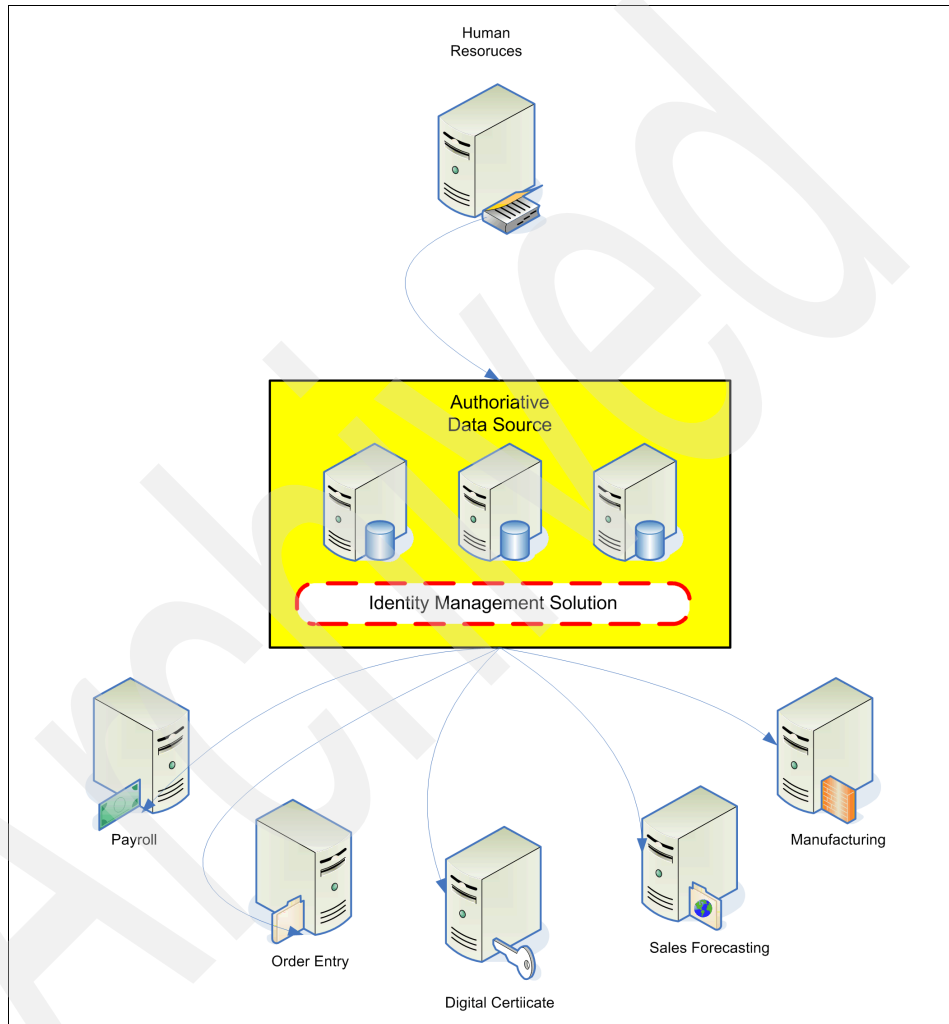 Human
Resoruces
Authoriative
Data Source
Identity Management Solution
Payroll
Manufacturing
Order Entry
Sales Forecasting
Digital Certiicate
Archived